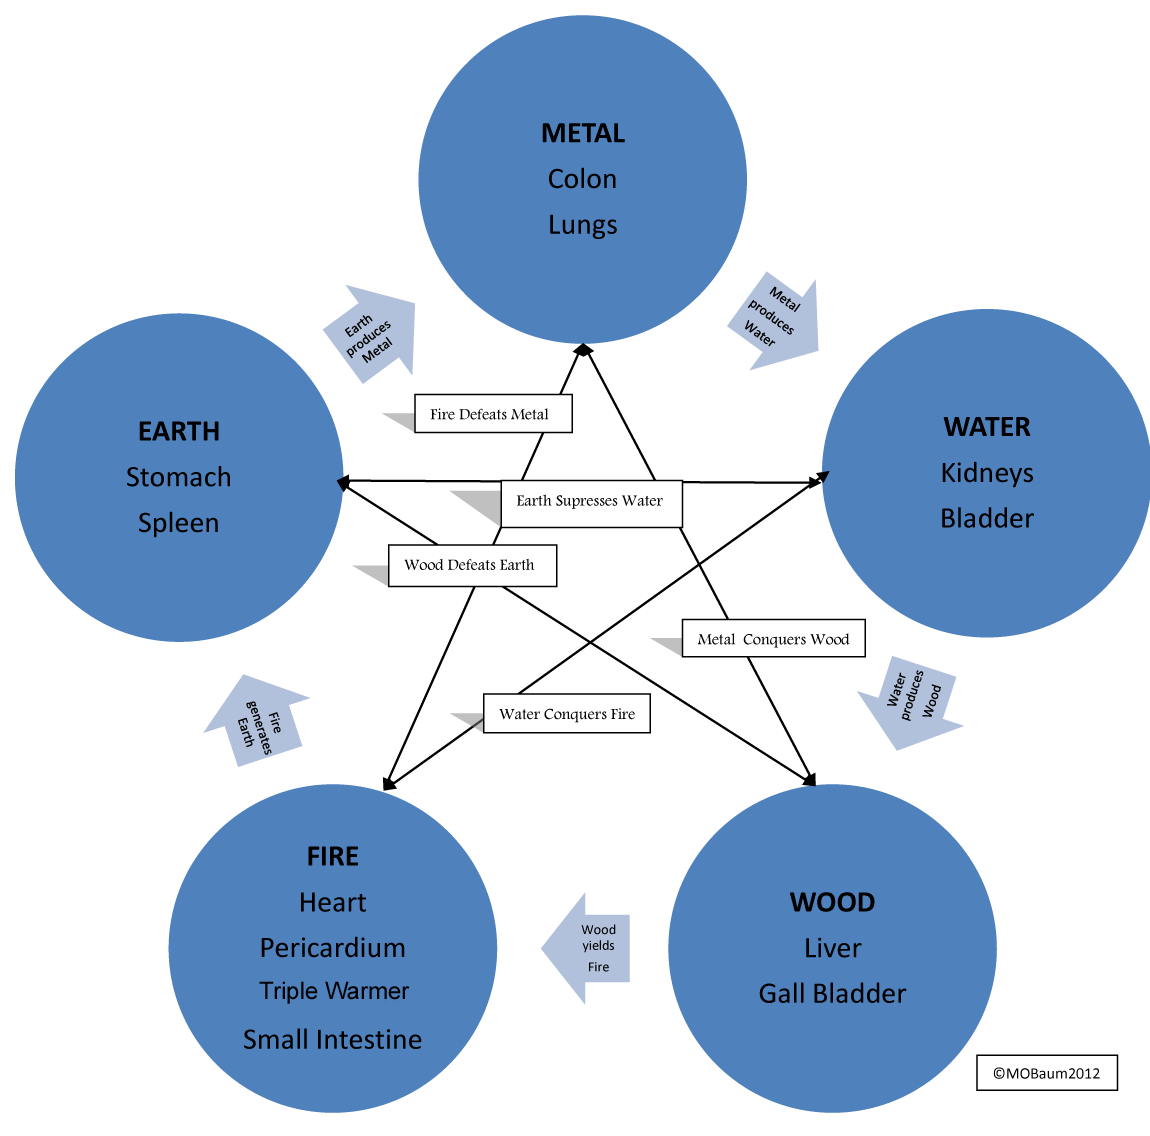 METAL
Colon
Lungs
Earth
produces
Metal
Metal
produces
Water
EARTH
Stomach
Spleen
WATER
Kidneys
Bladder
Fire Defeats Metal
Earth Supresses Water
Wood Defeats Earth
Metal Conquers Wood
Water Conquers Fire
Fire
generates
Earth
Water
produces
Wood
FIRE
Heart
Pericardium
Triple Warmer
Small Intestine
Wood
yields
Fire
WOOD
Liver
Gall Bladder
©MOBaum2012